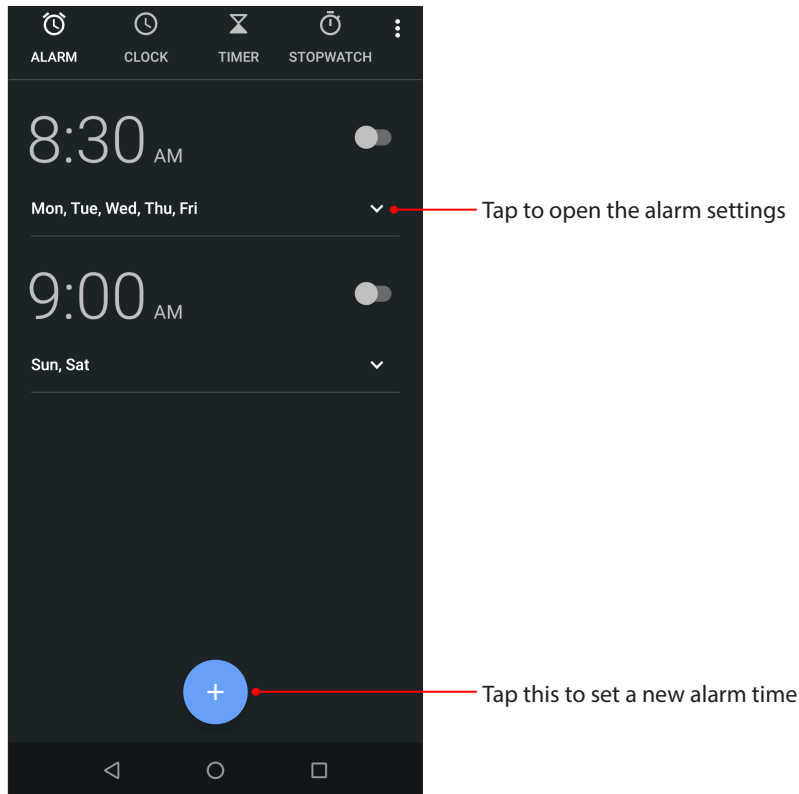 ALARM CLOCK TIMER STOPWATCH
8:30 AM
Mon, Tue, Wed, Thu, Fri
Tap to open the alarm settings
9:00 AM
Sun, Sat
+
Tap this to set a new alarm time